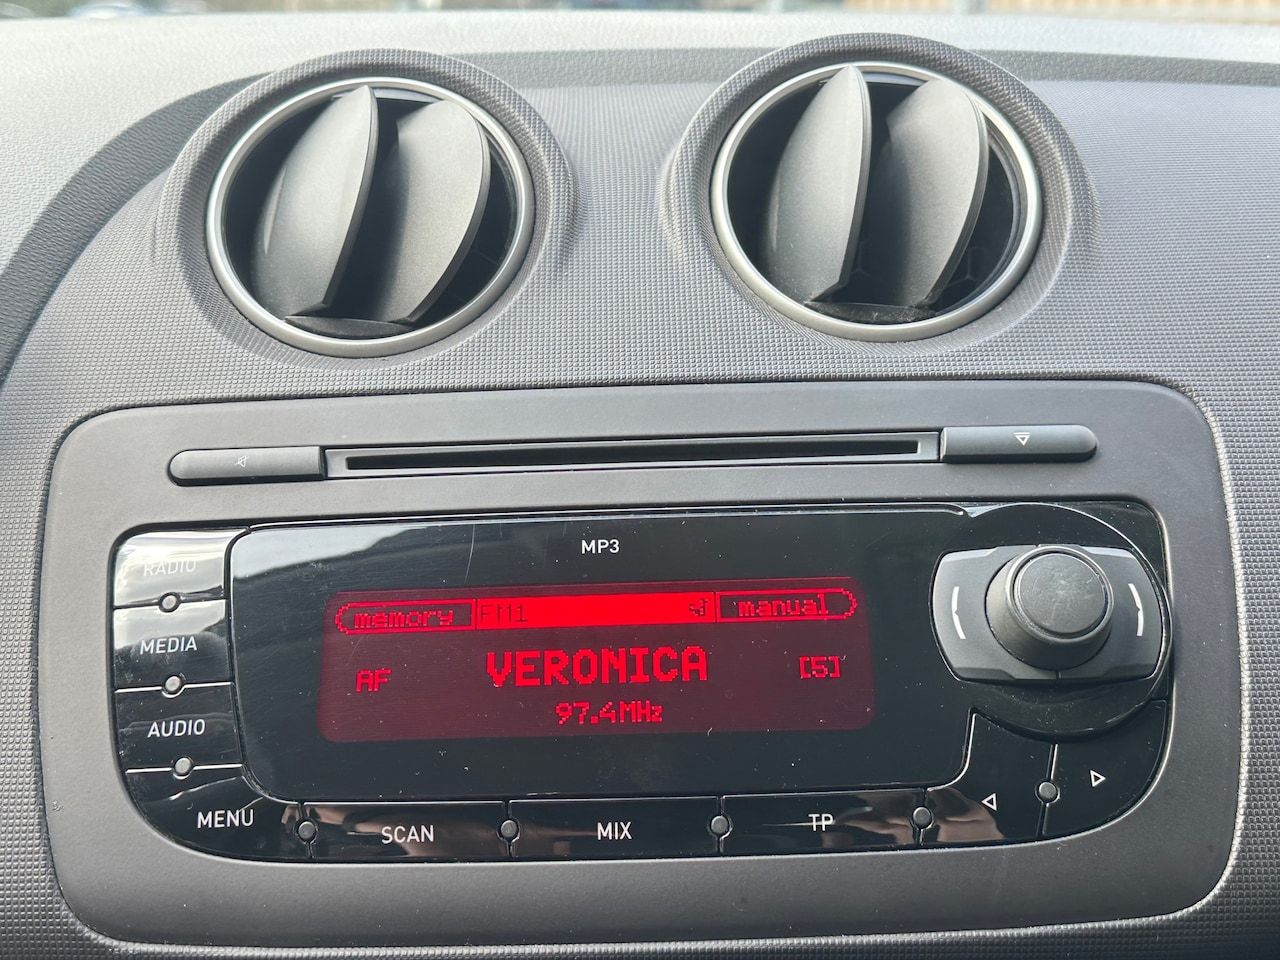 MP3
RADIO
memory FM1 manual
MEDIA
AF VERONICA [5]
97.4MHz
AUDIO
MENU SCAN MIX TP